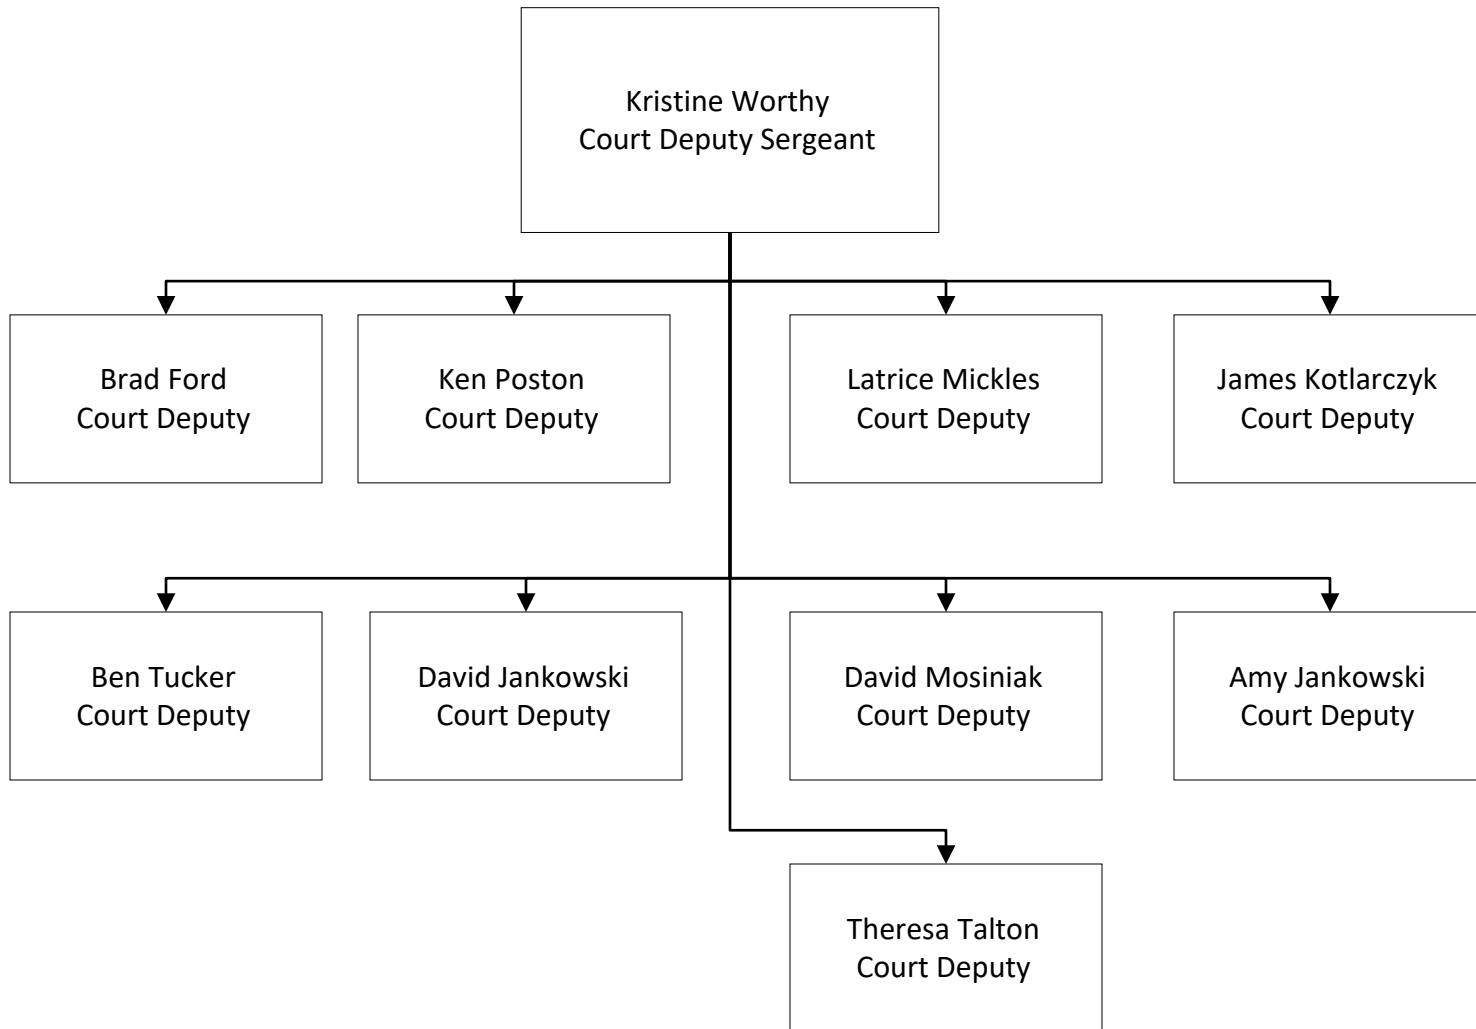 Kristine Worthy
Court Deputy Sergeant
Brad Ford
Court Deputy
Ken Poston
Court Deputy
Latrice Mickles
Court Deputy
James Kotlarczyk
Court Deputy
Ben Tucker
Court Deputy
David Jankowski
Court Deputy
David Mosiniak
Court Deputy
Amy Jankowski
Court Deputy
Theresa Talton
Court Deputy